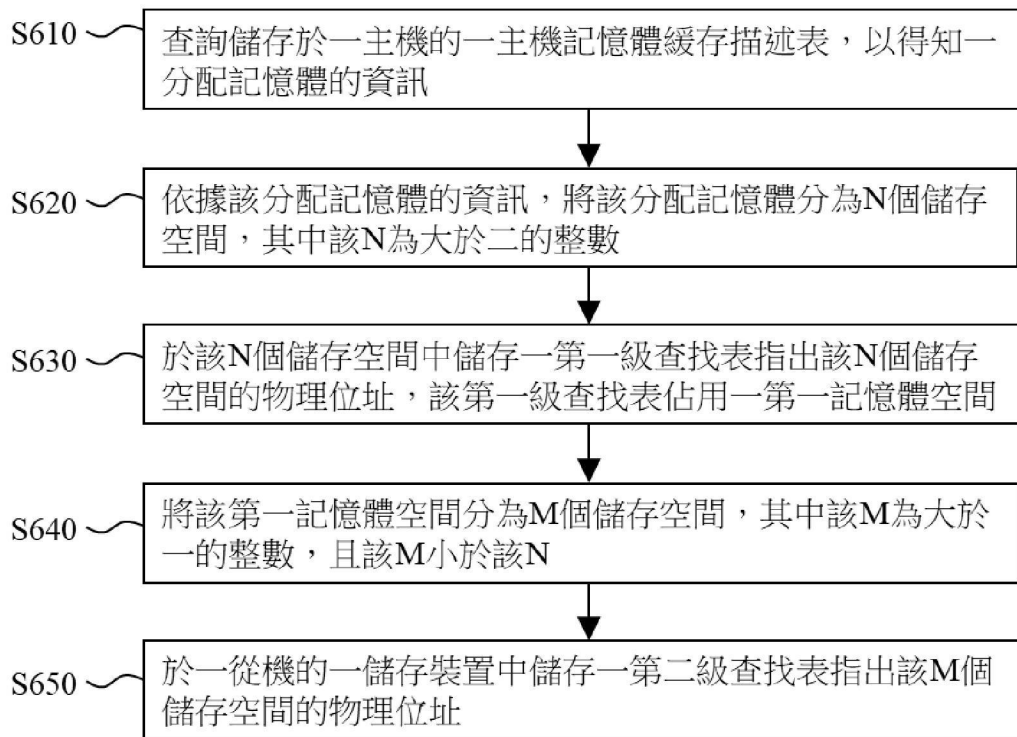 S610
查詢儲存於一主機的一主機記憶體緩存描述表，以得知一
分配記憶體的資訊
S620
依據該分配記憶體的資訊，將該分配記憶體分為N個儲存
空間，其中該N為大於二的整數
S630
於該N個儲存空間中儲存一第一級查找表指出該N個儲存
空間的物理位址，該第一級查找表佔用一第一記憶體空間
S640
將該第一記憶體空間分為M個儲存空間，其中該M為大於
一的整數，且該M小於該N
S650
於一從機的一儲存裝置中儲存一第二級查找表指出該M個
儲存空間的物理位址